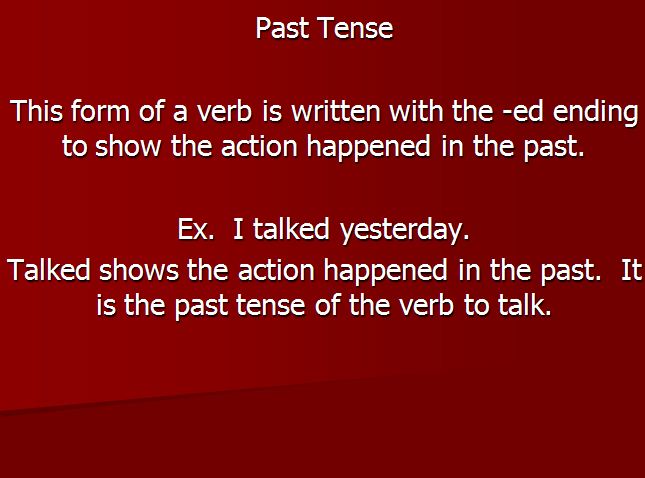 Past Tense
This form of a verb is written with the -ed ending
to show the action happened in the past.
Ex.  I talked yesterday.
Talked shows the action happened in the past.  It
is the past tense of the verb to talk.